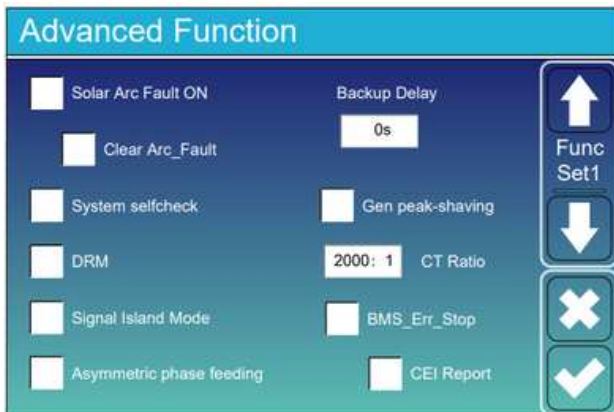 Advanced Function
Solar Arc Fault ON
Backup Delay
0s
Clear Arc_Fault
System selfcheck
Gen peak-shaving
DRM
2000: 1 CT Ratio
Signal Island Mode
BMS_Err_Stop
Asymmetric phase feeding
CEI Report
Func
Set1